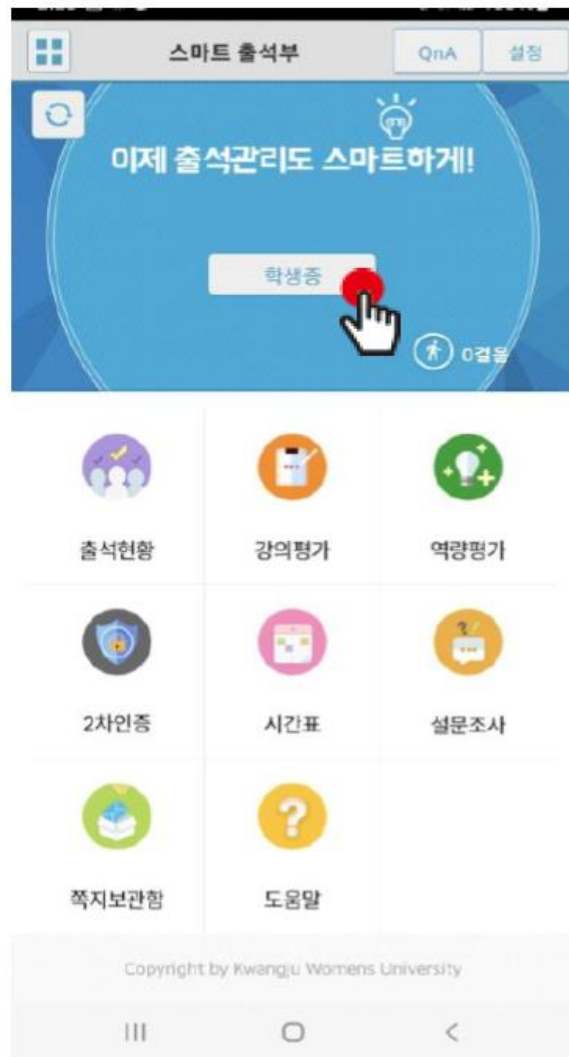 스마트 출석부
QnA
설정
이제 출석관리도 스마트하게!
학생증
0걸음
출석현황
강의평가
역량평가
2차인증
시간표
설문조사
쪽지보관함
도움말
Copyright by Kwangju Womens University